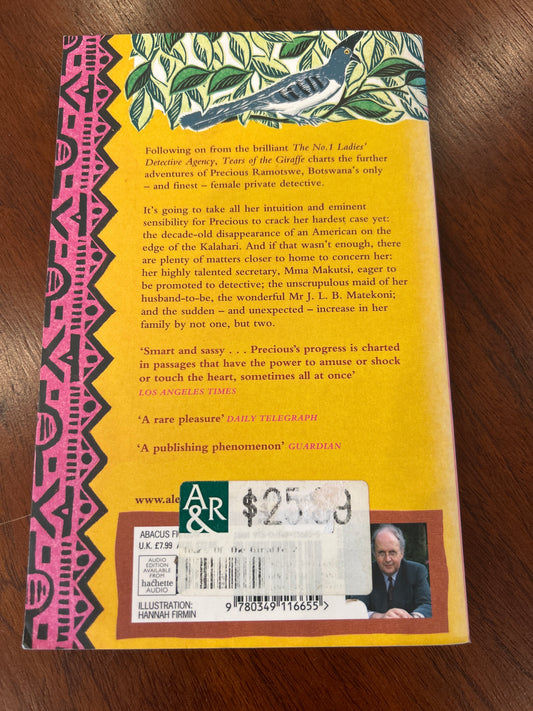 Following on from the brilliant The No.1 Ladies'
Detective Agency, Tears of the Giraffe charts the further
adventures of Precious Ramotswe, Botswana's only
– and finest – female private detective.
It's going to take all her intuition and eminent
sensibility for Precious to crack her hardest case yet:
the decade-old disappearance of an American on the
edge of the Kalahari. And if that wasn't enough, there
are plenty of matters closer to home to concern her:
her highly talented secretary, Mma Makutsi, eager to
be promoted to detective; the unscrupulous maid of her
husband-to-be, the wonderful Mr J. L. B. Matekoni;
and the sudden – and unexpected – increase in her
family by not one, but two.
'Smart and sassy . . . Precious's progress is charted
in passages that have the power to amuse or shock
or touch the heart, sometimes all at once'
LOS ANGELES TIMES
'A rare pleasure' DAILY TELEGRAPH
'A publishing phenomenon' GUARDIAN
www.ale
A&R
ABACUS FI
U.K. £7.99 A
Tears Of The Giraffe
AUDIO
EDITION
AVAILABLE
FROM
hachette
AUDIO
ILLUSTRATION:
HANNAH FIRMIN
9 780349 116655 >